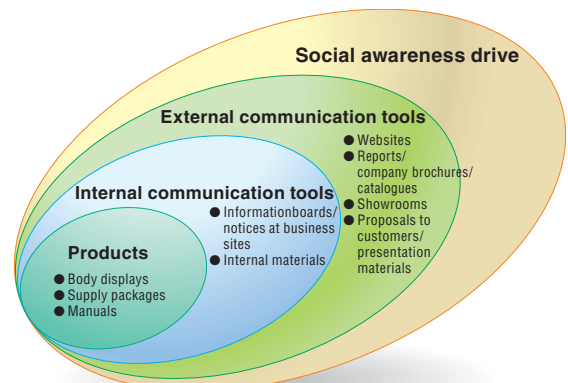 Social awareness drive
External communication tools
● Websites
● Reports/
company brochures/
catalogues
● Showrooms
● Proposals to
customers/
presentation
materials
Internal communication tools
● Informationboards/
notices at business
sites
● Internal materials
Products
● Body displays
● Supply packages
● Manuals